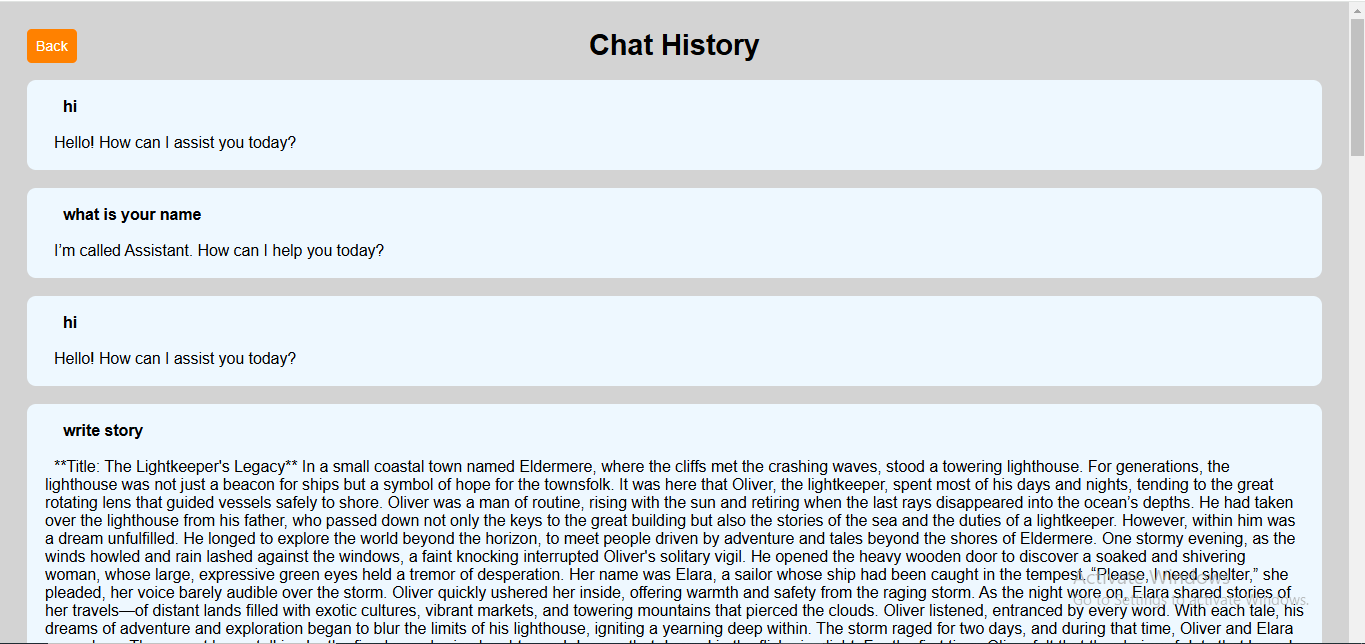 Back
Chat History
hi
Hello! How can I assist you today?
what is your name
I’m called Assistant. How can I help you today?
hi
Hello! How can I assist you today?
write story
**Title: The Lightkeeper's Legacy** In a small coastal town named Eldermere, where the cliffs met the crashing waves, stood a towering lighthouse. For generations, the
lighthouse was not just a beacon for ships but a symbol of hope for the townsfolk. It was here that Oliver, the lightkeeper, spent most of his days and nights, tending to the great
rotating lens that guided vessels safely to shore. Oliver was a man of routine, rising with the sun and retiring when the last rays disappeared into the ocean’s depths. He had taken
over the lighthouse from his father, who passed down not only the keys to the great building but also the stories of the sea and the duties of a lightkeeper. However, within him was
a dream unfulfilled. He longed to explore the world beyond the horizon, to meet people driven by adventure and tales beyond the shores of Eldermere. One stormy evening, as the
winds howled and rain lashed against the windows, a faint knocking interrupted Oliver's solitary vigil. He opened the heavy wooden door to discover a soaked and shivering
woman, whose large, expressive green eyes held a tremor of desperation. Her name was Elara, a sailor whose ship had been caught in the tempest. “Please, I need shelter,” she
pleaded, her voice barely audible over the storm. Oliver quickly ushered her inside, offering warmth and safety from the raging storm. As the night wore on, Elara shared stories of
her travels—of distant lands filled with exotic cultures, vibrant markets, and towering mountains that pierced the clouds. Oliver listened, entranced by every word. With each tale, his
dreams of adventure and exploration began to blur the limits of his lighthouse, igniting a yearning deep within. The storm raged for two days, and during that time, Oliver and Elara
Activate Windows
Go to Settings to activate Windows.